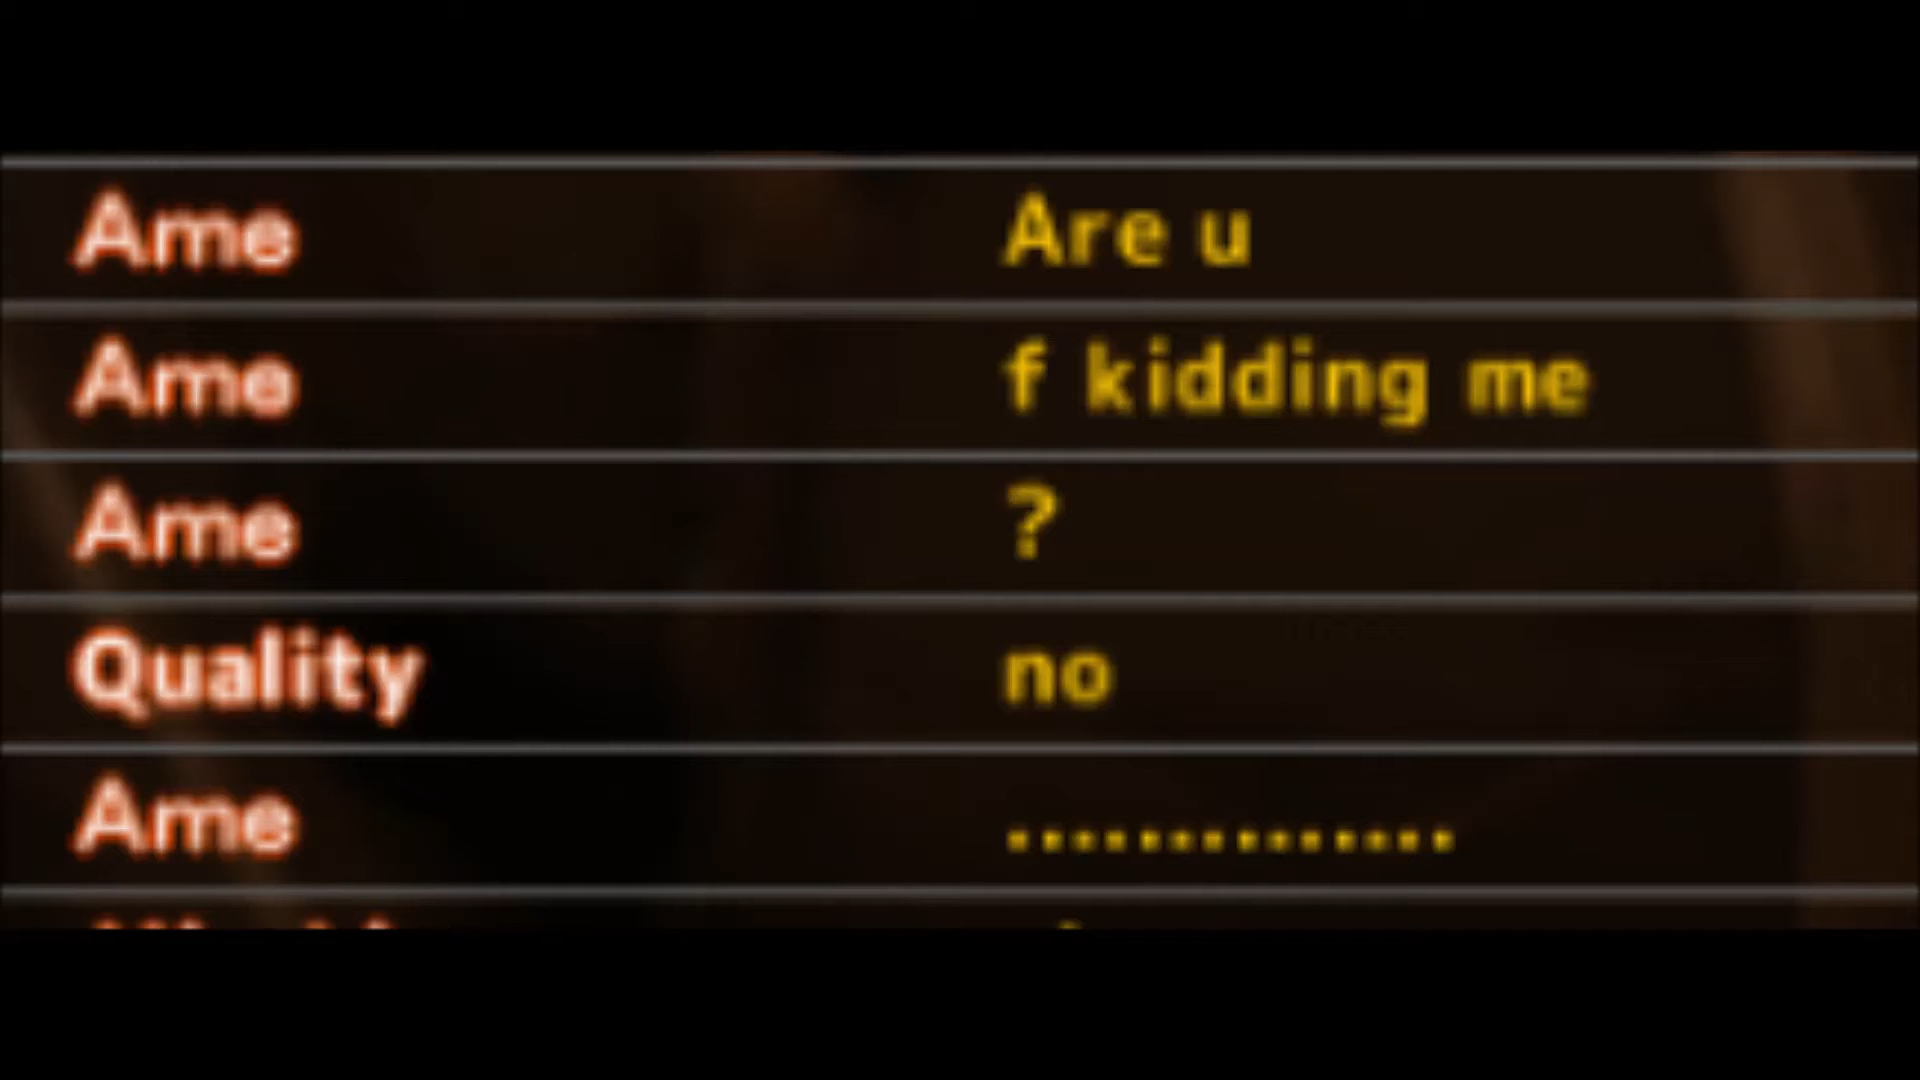 Ame Are u
Ame f kidding me
Ame ?
Quality no
Ame ..............